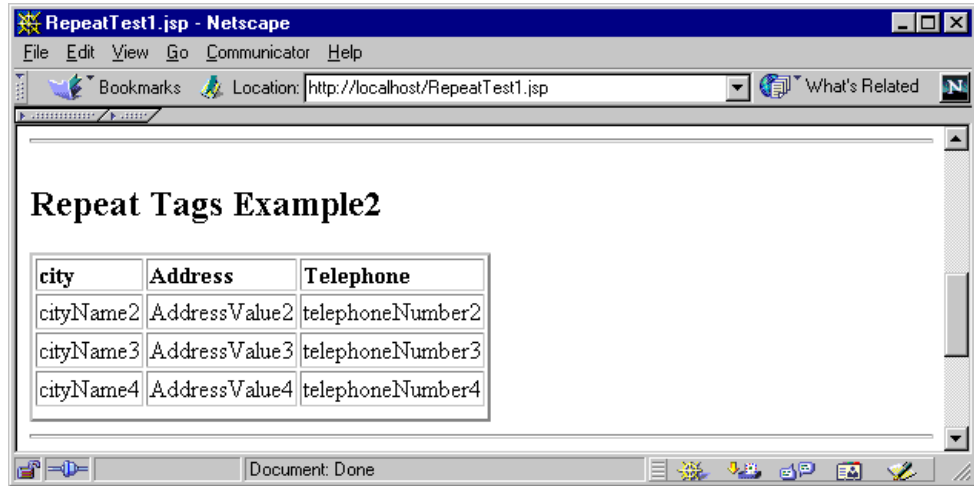 RepeatTest1.jsp - Netscape
File Edit View Go Communicator Help
Bookmarks Location: http://localhost/RepeatTest1.jsp What's Related N
Repeat Tags Example2
city Address Telephone
cityName2 AddressValue2 telephoneNumber2
cityName3 AddressValue3 telephoneNumber3
cityName4 AddressValue4 telephoneNumber4
Document: Done